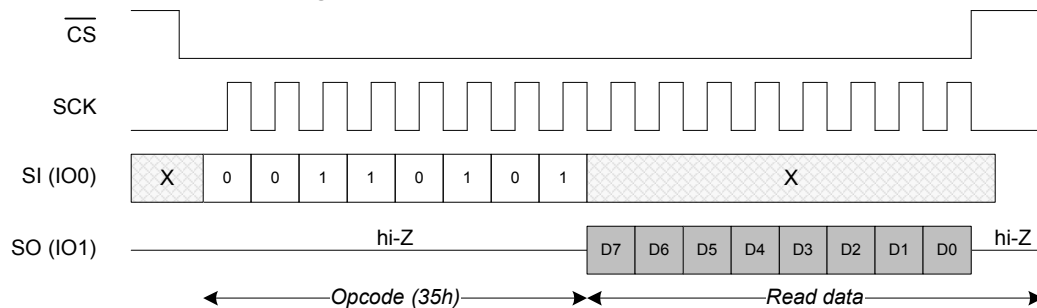 CS
SCK
SI (IO0) X 0 0 1 1 0 1 0 1 X
SO (IO1) hi-Z D7 D6 D5 D4 D3 D2 D1 D0 hi-Z
Opcode (35h) Read data